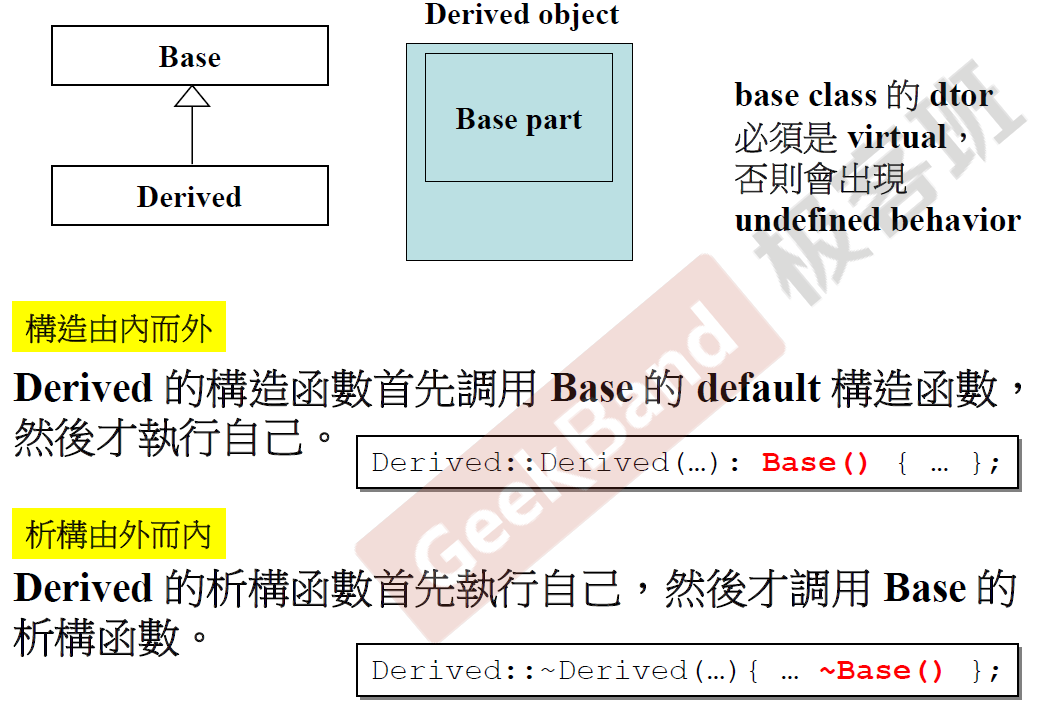 Derived object
Base
Base part
Derived
base class 的 dtor
必須是 virtual，
否則會出現
undefined behavior
構造由內而外
Derived 的構造函數首先調用 Base 的 default 構造函數，
然後才執行自己。
Derived::Derived(…): Base() { … };
析構由外而內
Derived 的析構函數首先執行自己，然後才調用 Base 的
析構函數。
Derived::~Derived(…){ … ~Base() };
GeekBand
极客班